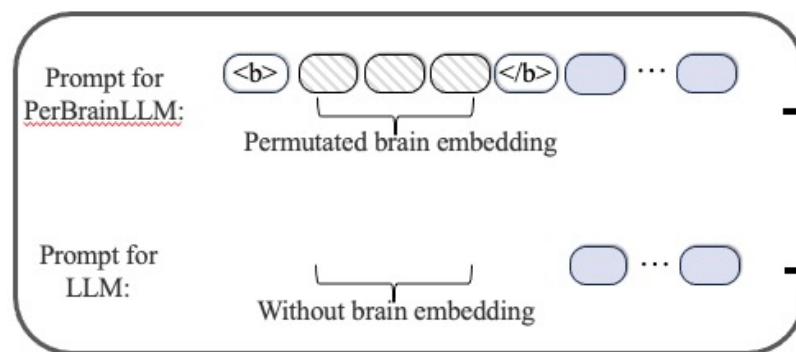 Prompt for
PerBrainLLM:
<b> </b> ...
Permutated brain embedding
Prompt for
LLM:
...
Without brain embedding